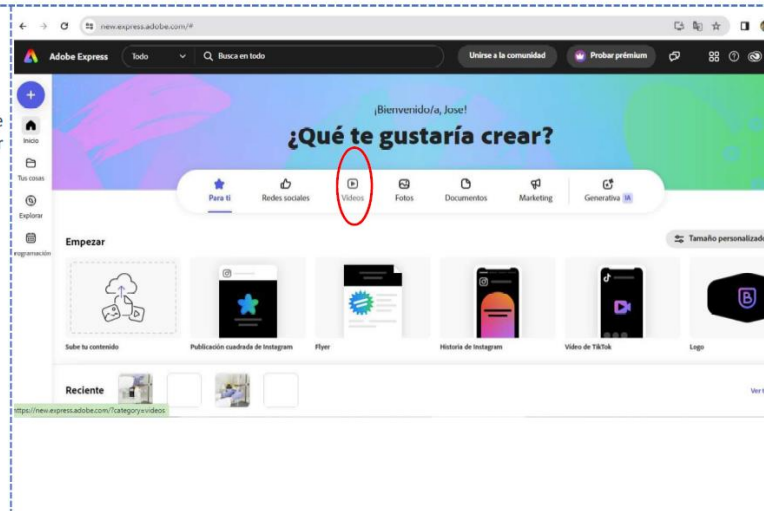 new.express.adobe.com/#
Adobe Express
Todo
Busca en todo
Unirse a la comunidad
Probar prémium
¡Bienvenido/a, Jose!
¿Qué te gustaría crear?
Inicio
Tus cosas
Explorar
Para ti
Redes sociales
Vídeos
Fotos
Documentos
Marketing
Generativa IA
Empezar
Tamaño personalizado
Sube tu contenido
Publicación cuadrada de Instagram
Flyer
Historia de Instagram
Vídeo de TikTok
Logo
Reciente
https://new.express.adobe.com/?category=videos